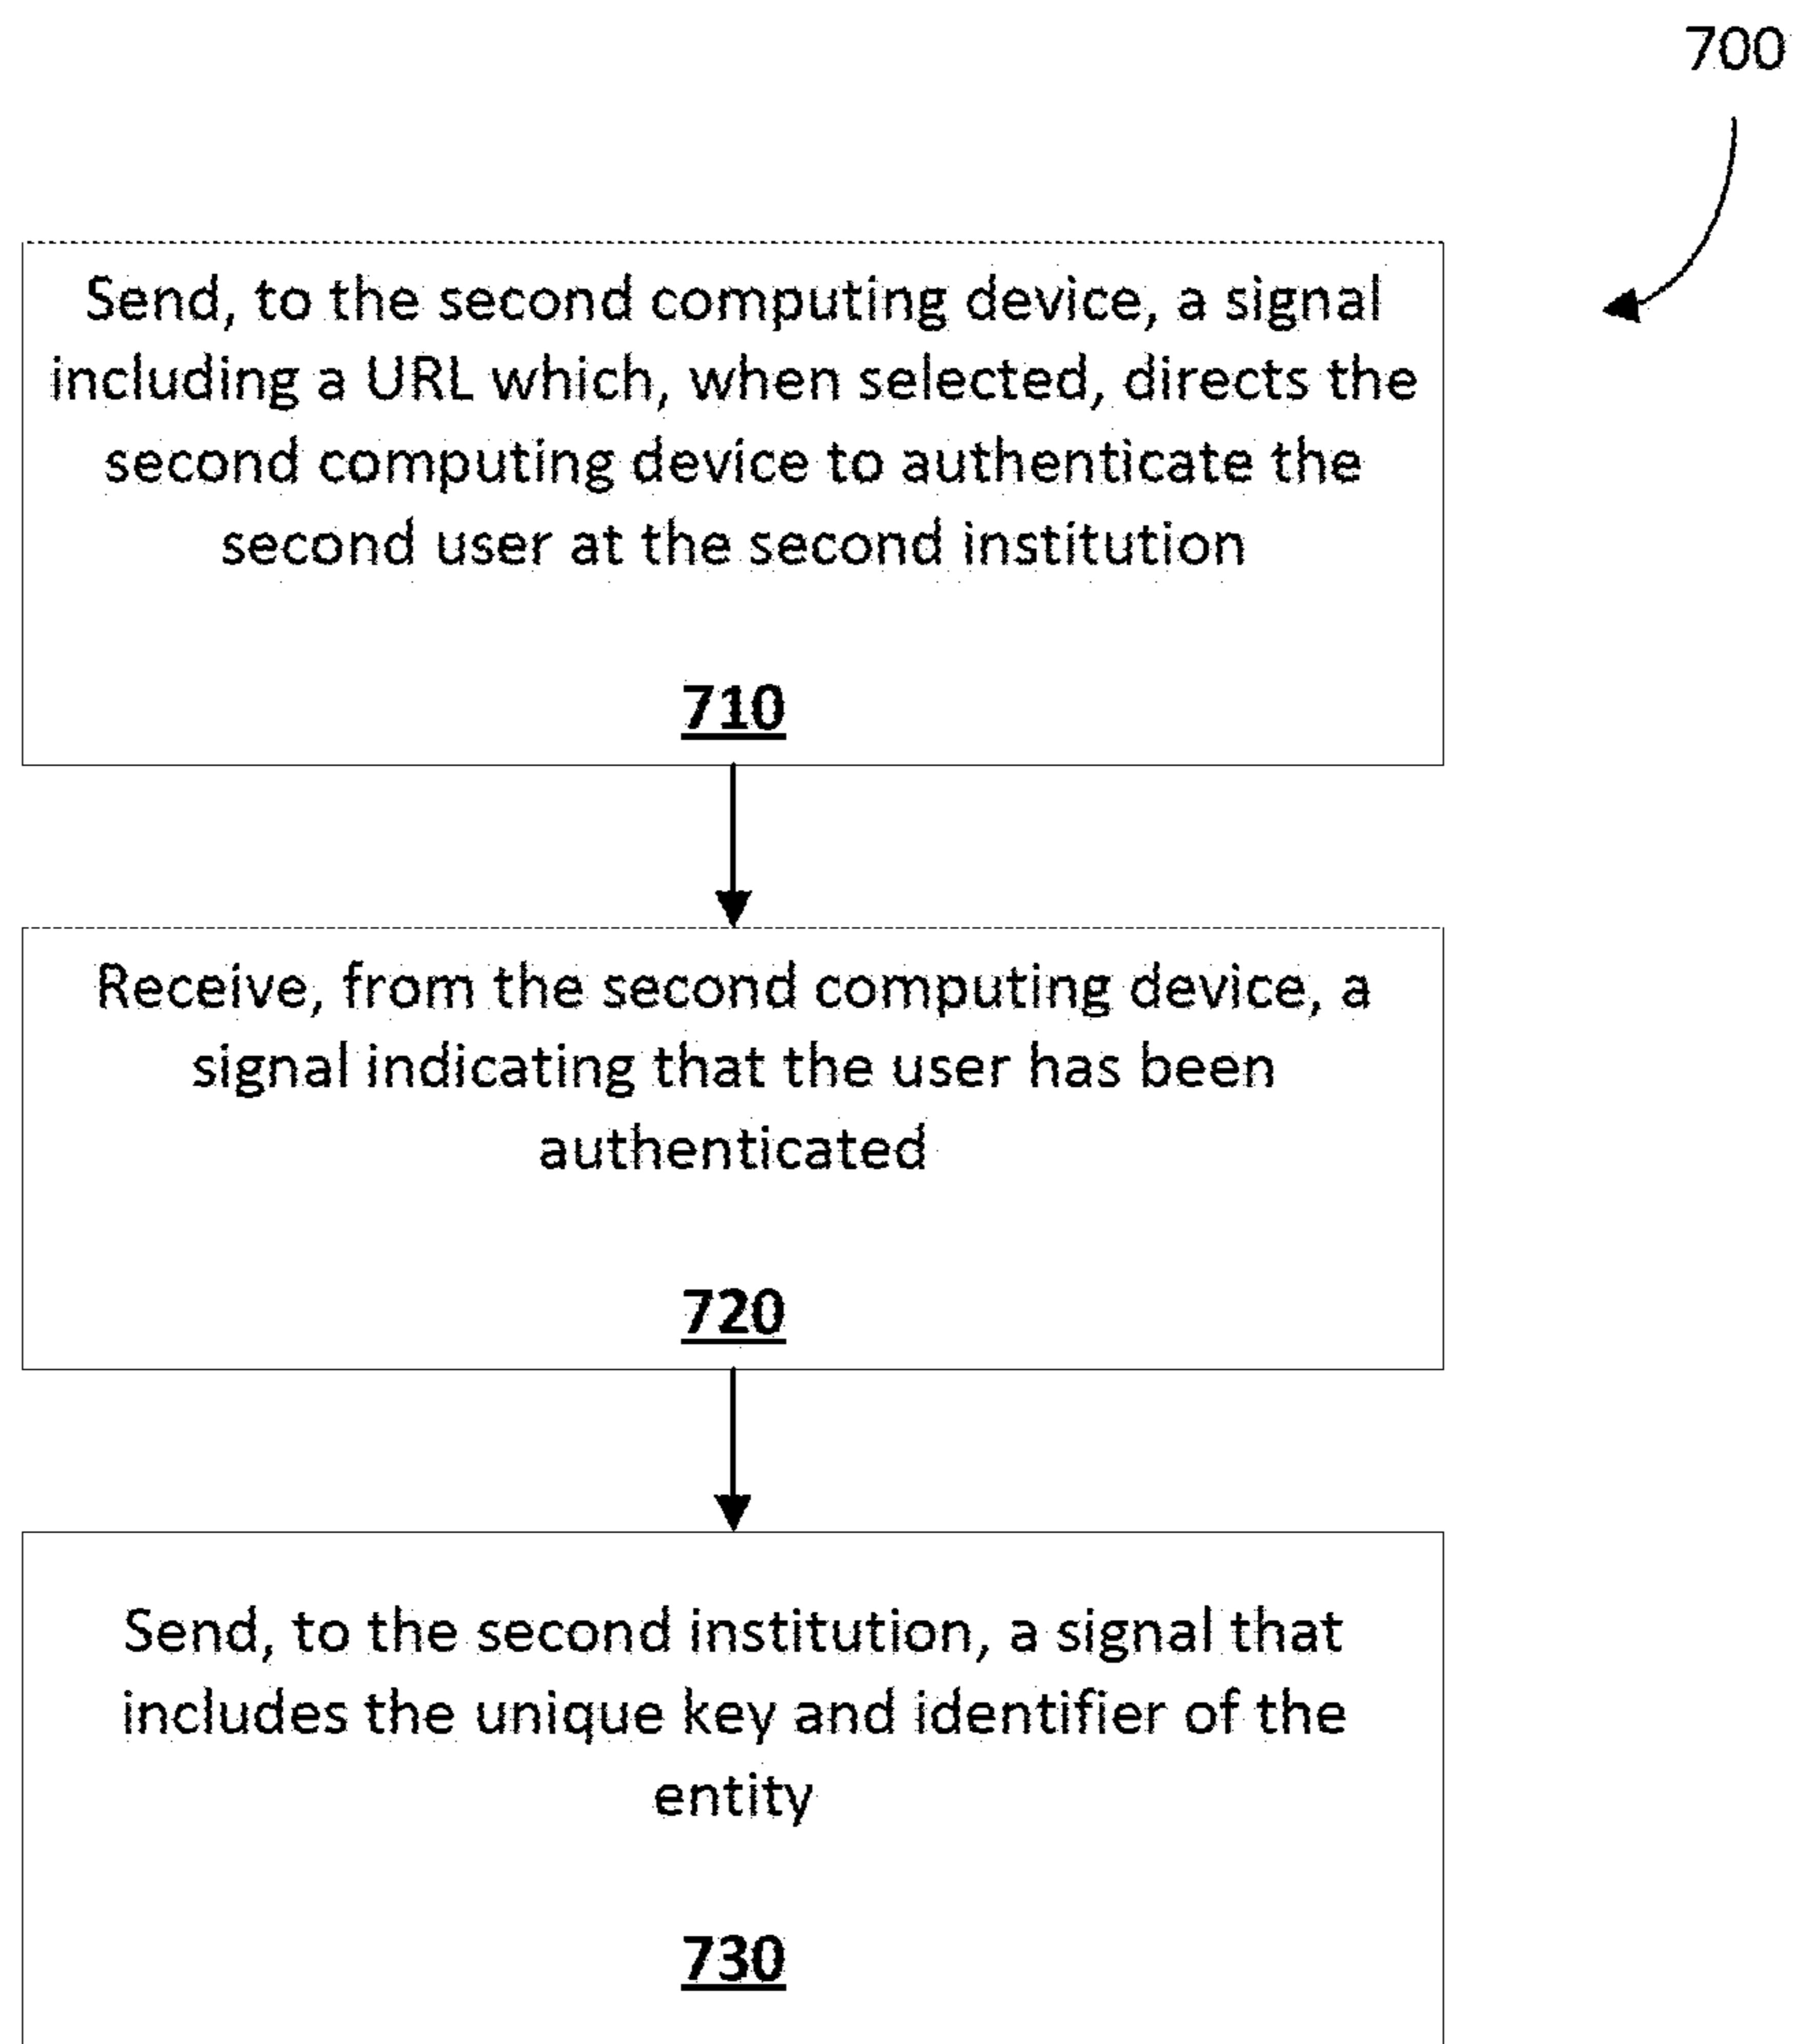 700
Send, to the second computing device, a signal
including a URL which, when selected, directs the
second computing device to authenticate the
second user at the second institution
710
Receive, from the second computing device, a
signal indicating that the user has been
authenticated
720
Send, to the second institution, a signal that
includes the unique key and identifier of the
entity
730